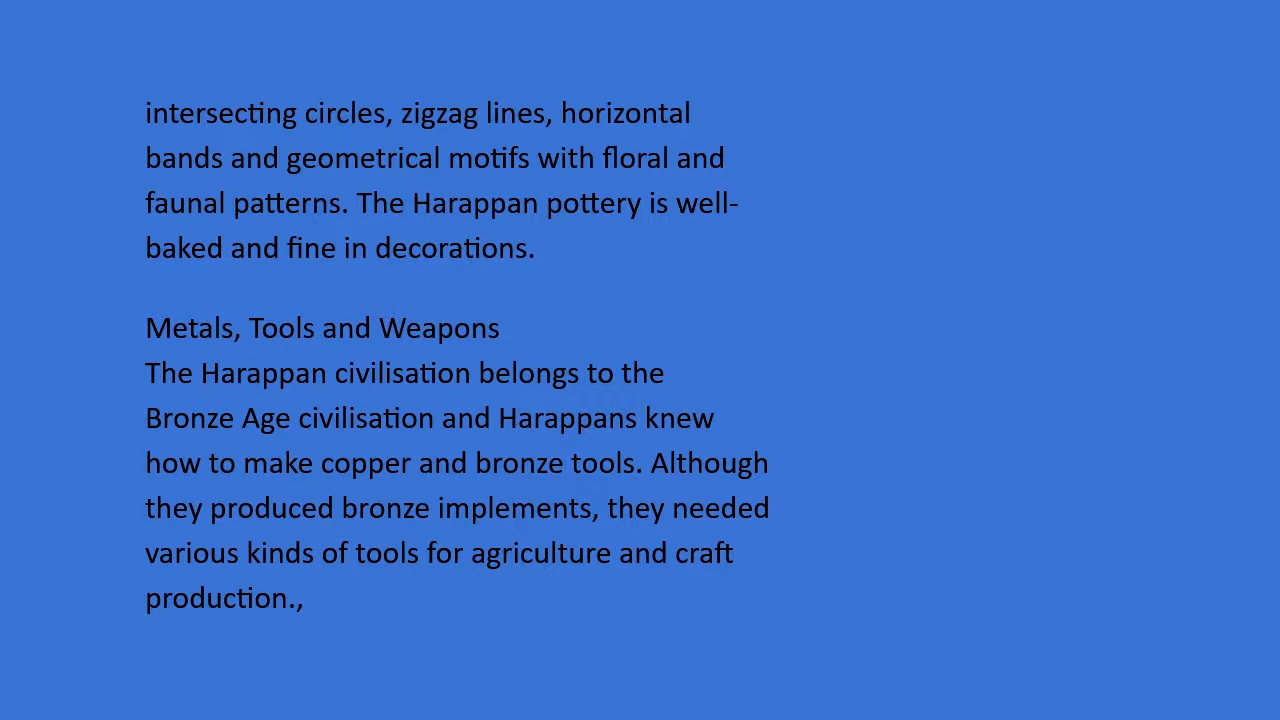 intersecting circles, zigzag lines, horizontal
bands and geometrical motifs with floral and
faunal patterns. The Harappan pottery is well-
baked and fine in decorations.
Metals, Tools and Weapons
The Harappan civilisation belongs to the
Bronze Age civilisation and Harappans knew
how to make copper and bronze tools. Although
they produced bronze implements, they needed
various kinds of tools for agriculture and craft
production.,